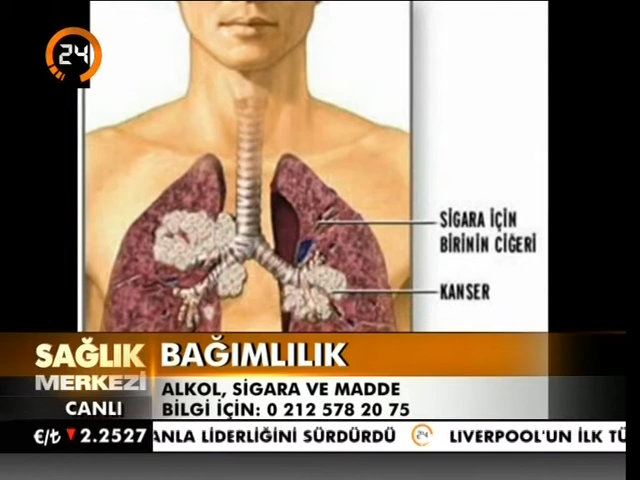 24
SİGARA İÇİN
BİRİNİN CİĞERİ
KANSER
SAĞLIK
MERKEZİ
CANLI
BAĞIMLILIK
ALKOL, SİGARA VE MADDE
BİLGİ İÇİN: 0 212 578 20 75
€/₺ ▼ 2.2527
ANLA LİDERLİĞİNİ SÜRDÜRDÜ 24 LIVERPOOL'UN İLK TÜ